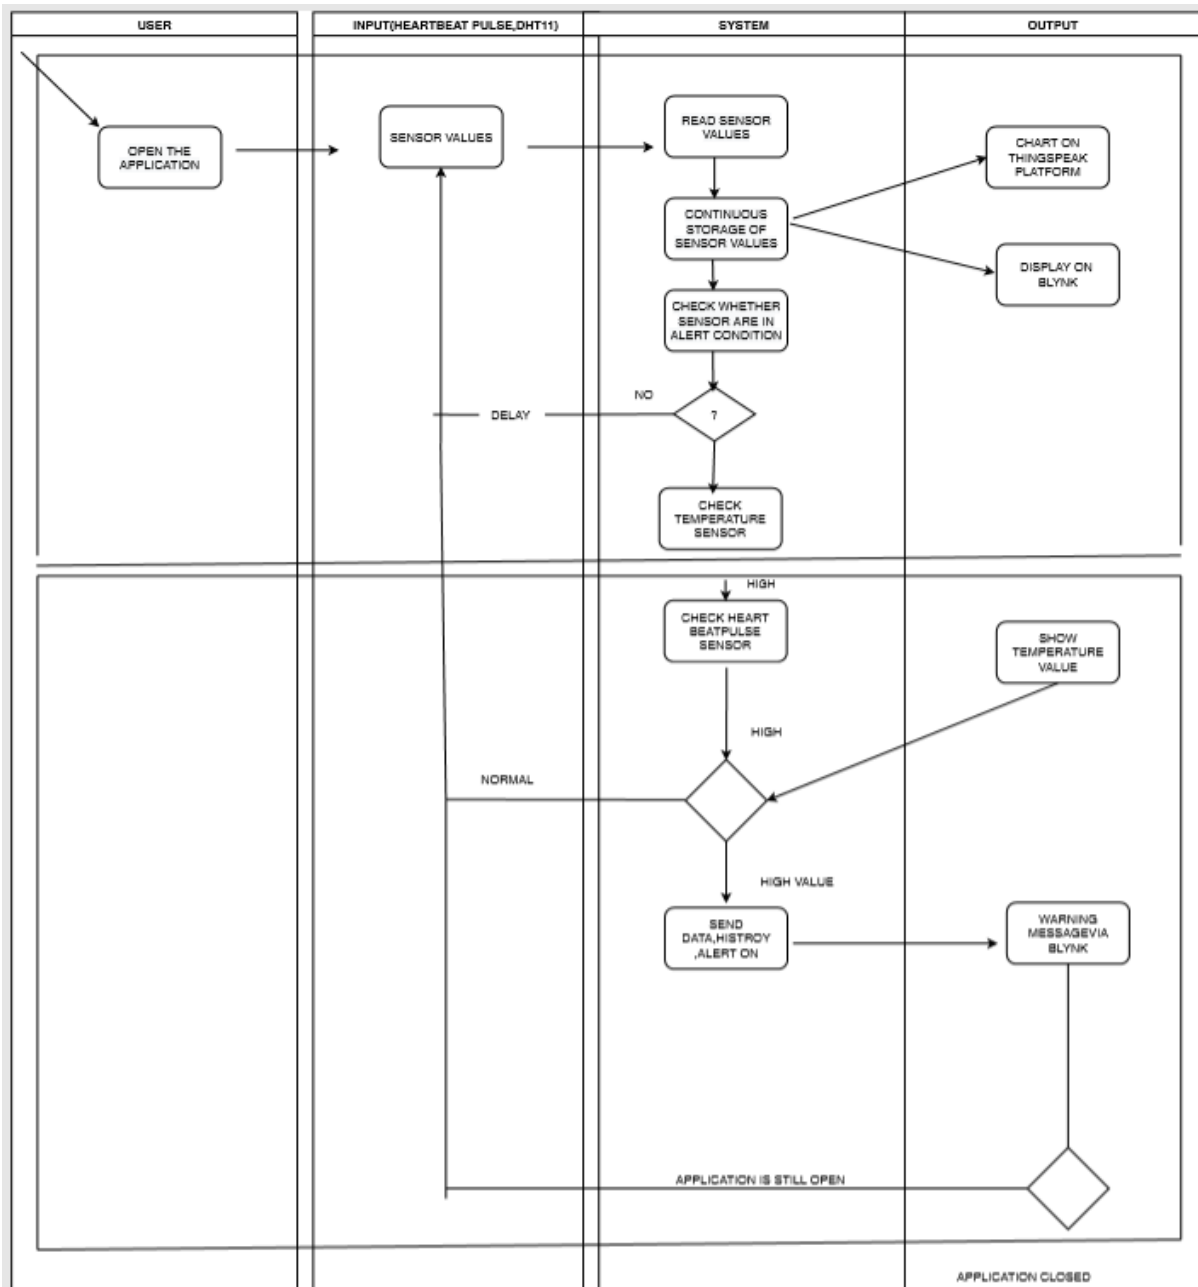 USER
INPUT(HEARTBEAT PULSE,DHT11)
SYSTEM
OUTPUT
OPEN THE
APPLICATION
SENSOR VALUES
READ SENSOR
VALUES
CHART ON
THINGSPEAK
PLATFORM
CONTINUOUS
STORAGE OF
SENSOR VALUES
DISPLAY ON
BLYNK
CHECK WHETHER
SENSOR ARE IN
ALERT CONDITION
NO
DELAY
?
CHECK
TEMPERATURE
SENSOR
HIGH
CHECK HEART
BEATPULSE
SENSOR
SHOW
TEMPERATURE
VALUE
HIGH
NORMAL
HIGH VALUE
SEND
DATA,HISTROY
,ALERT ON
WARNING
MESSAGEVIA
BLYNK
APPLICATION IS STILL OPEN
APPLICATION CLOSED